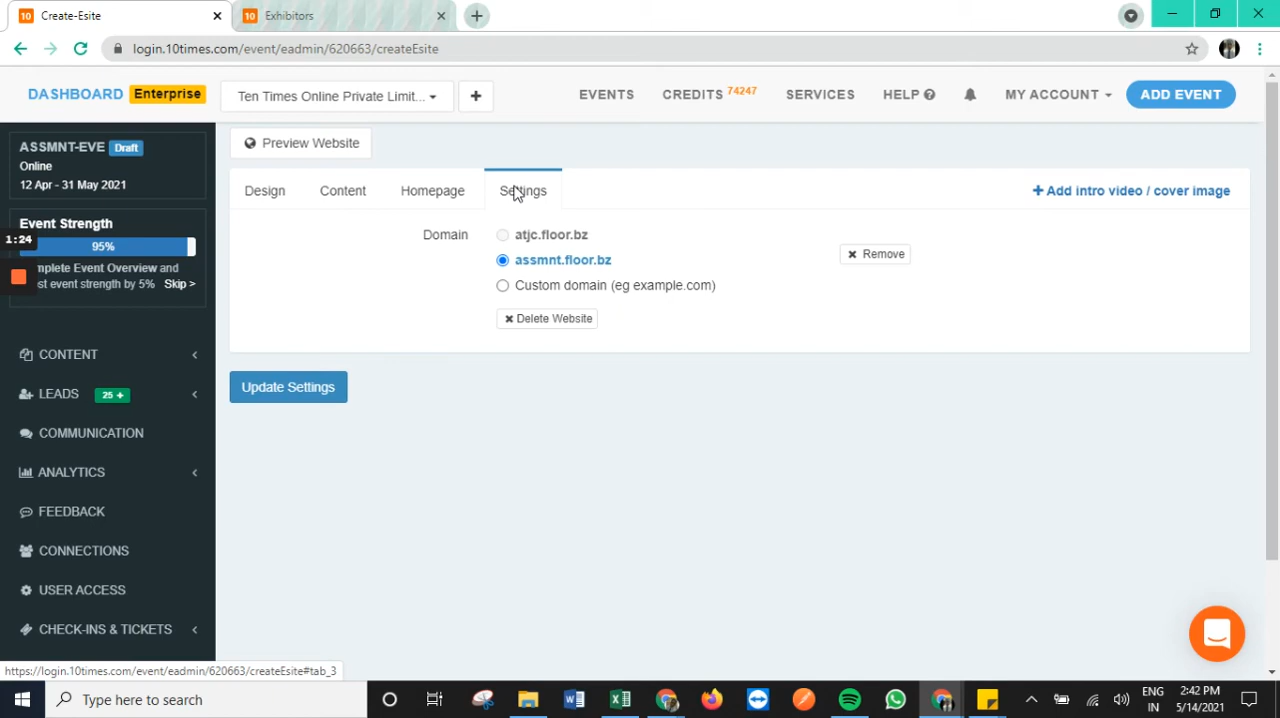 10 Create-Esite
10 Exhibitors
login.10times.com/event/eadmin/620663/createEsite
DASHBOARD Enterprise Ten Times Online Private Limit... EVENTS CREDITS 74247 SERVICES HELP MY ACCOUNT ADD EVENT
ASSMNT-EVE Draft
Online
12 Apr - 31 May 2021
Preview Website
Design Content Homepage Settings Add intro video / cover image
Event Strength
1:24
95%
mplete Event Overview and
st event strength by 5% Skip >
Domain
atjc.floor.bz
assmnt.floor.bz
Custom domain (eg example.com)
Remove
Delete Website
Update Settings
CONTENT
LEADS 25 +
COMMUNICATION
ANALYTICS
FEEDBACK
CONNECTIONS
USER ACCESS
CHECK-INS & TICKETS
https://login.10times.com/event/eadmin/620663/createEsite#tab_3
Type here to search
ENG
IN
2:42 PM
5/14/2021